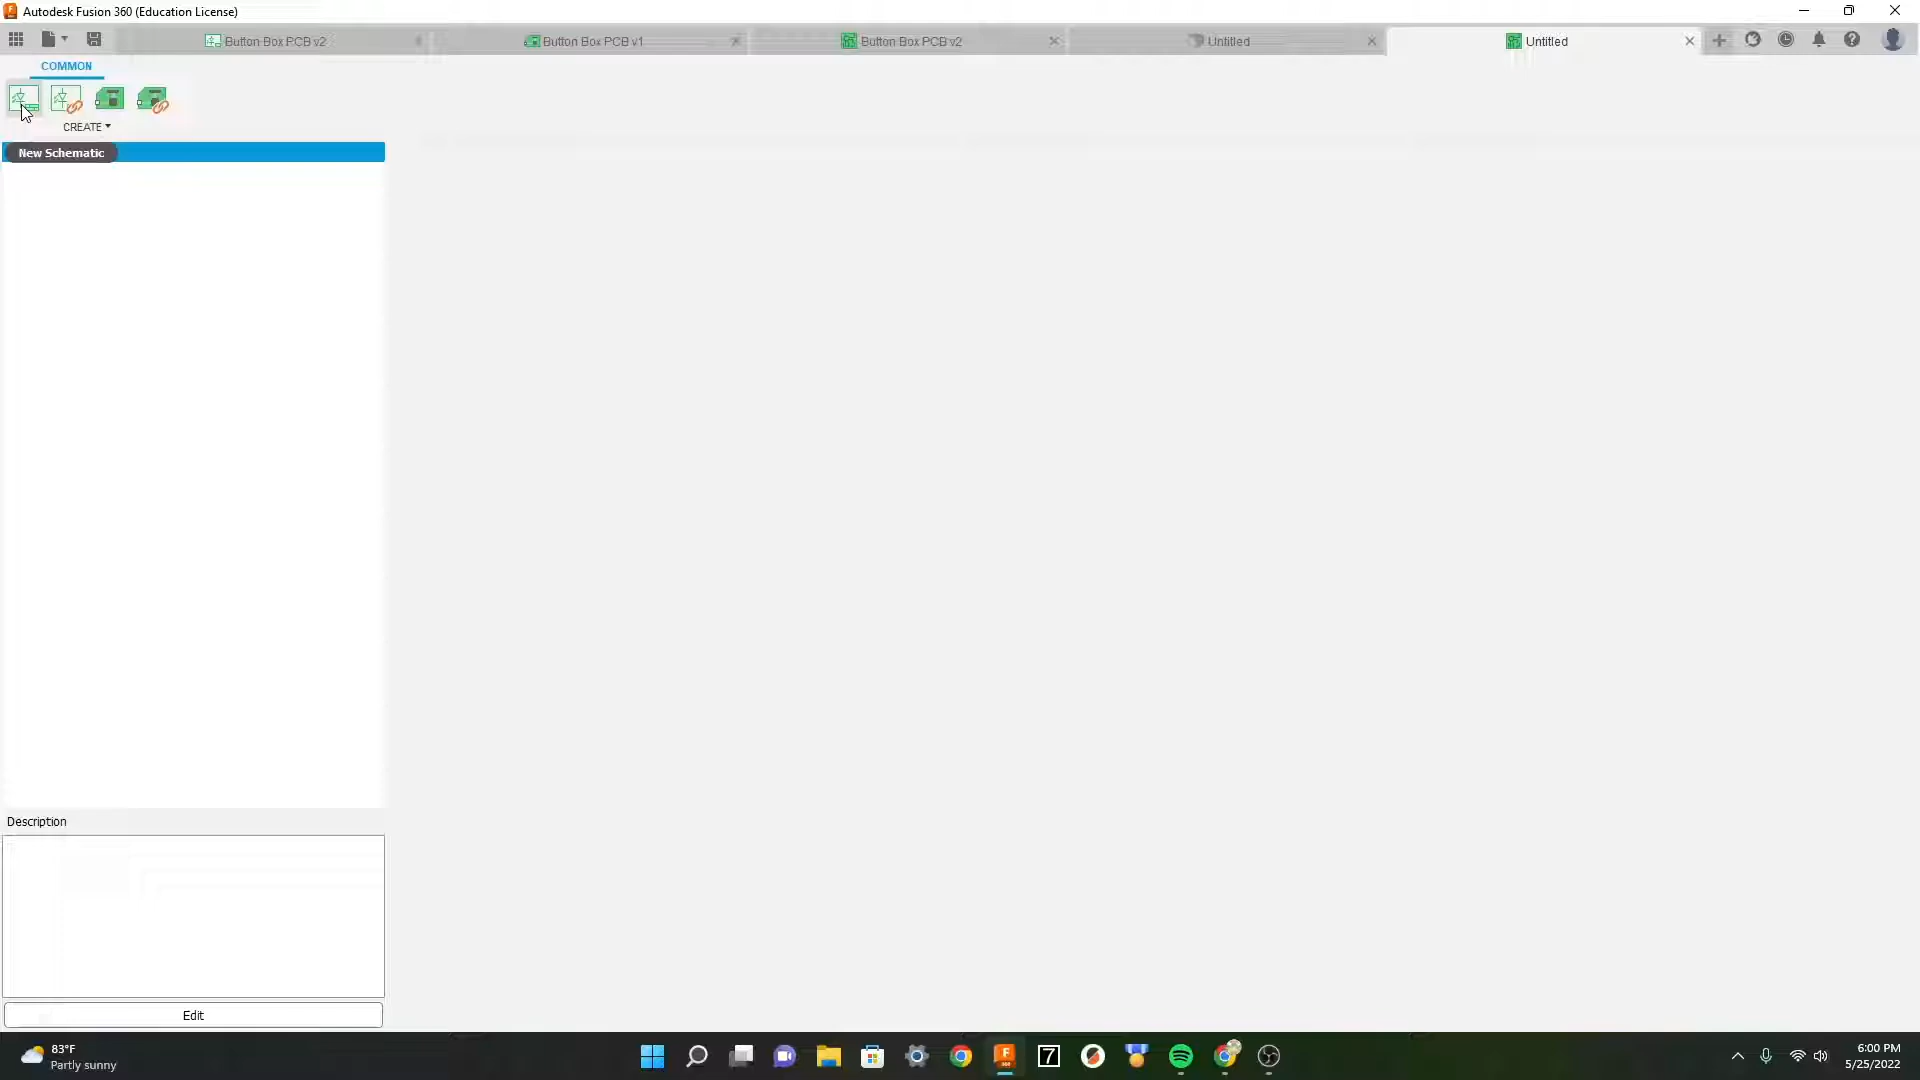 Autodesk Fusion 360 (Education License)
Button Box PCB v2
Button Box PCB v1
Button Box PCB v2
Untitled
Untitled
COMMON
CREATE
New Schematic
Description
Edit
83°F
Partly sunny
7
6:00 PM
5/25/2022